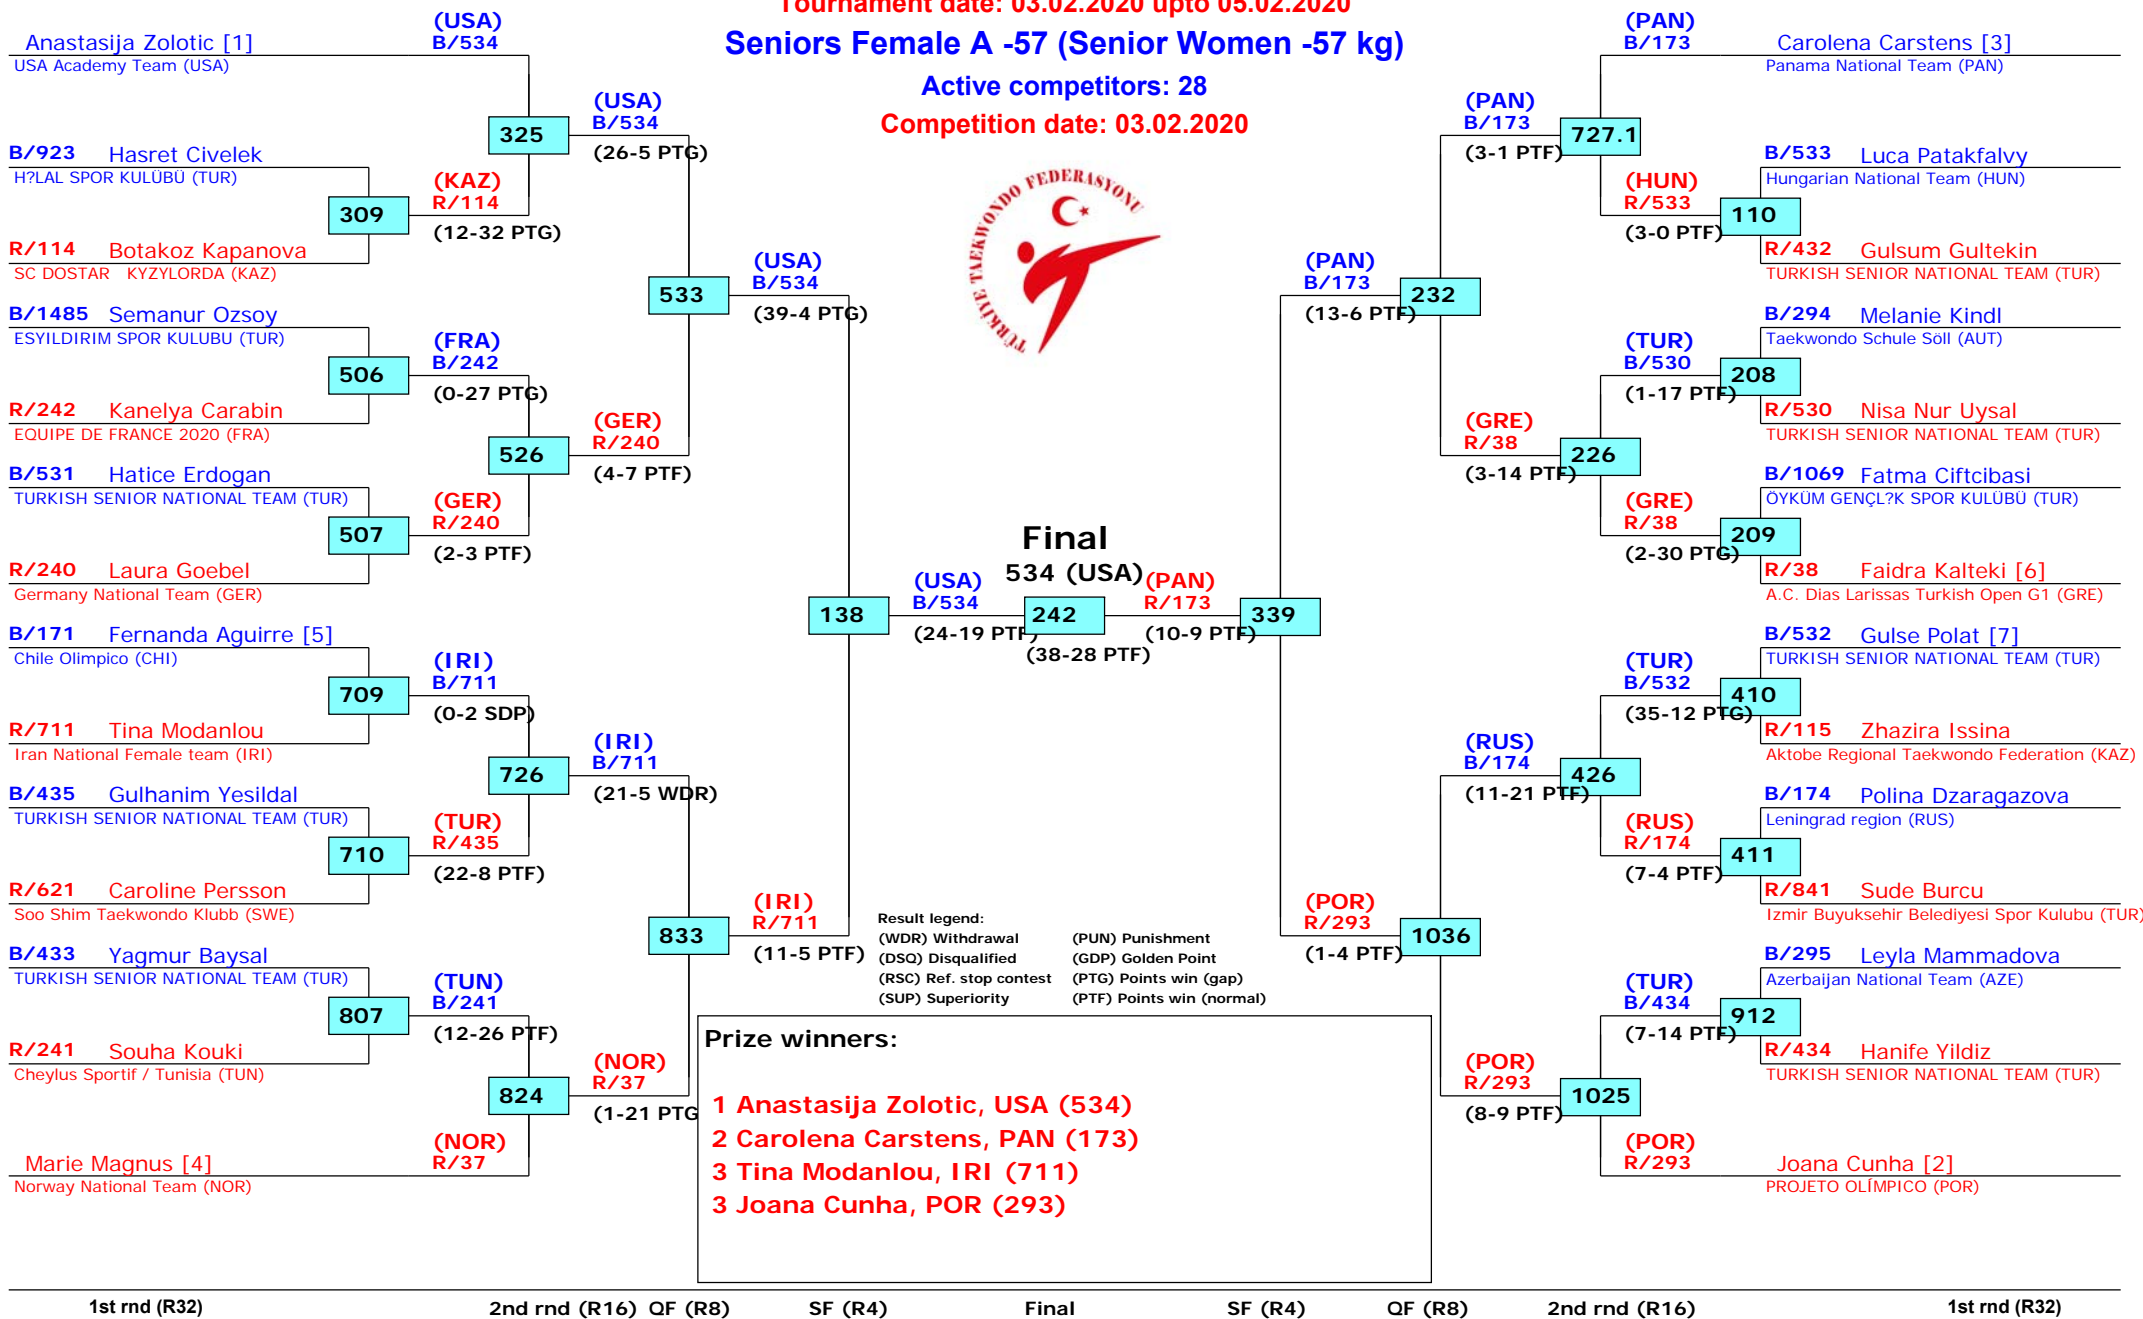 Tournament date: 03.02.2020 upto 05.02.2020
Seniors Female A -57 (Senior Women -57 kg)
Active competitors: 28
Competition date: 03.02.2020
TÜRKİYE TAEKWONDO FEDERASYONU
Anastasija Zolotic [1]
USA Academy Team (USA)
(USA)
B/534
B/923 Hasret Civelek
H?LAL SPOR KULÜBÜ (TUR)
309
R/114 Botakoz Kapanova
SC DOSTAR KYZYLORDA (KAZ)
(KAZ)
R/114
(12-32 PTG)
325
(USA)
B/534
(26-5 PTG)
B/1485 Semanur Ozsoy
ESYILDIRIM SPOR KULUBU (TUR)
506
R/242 Kanelya Carabin
EQUIPE DE FRANCE 2020 (FRA)
(FRA)
B/242
(0-27 PTG)
B/531 Hatice Erdogan
TURKISH SENIOR NATIONAL TEAM (TUR)
507
R/240 Laura Goebel
Germany National Team (GER)
(GER)
R/240
(2-3 PTF)
526
(GER)
R/240
(4-7 PTF)
533
(USA)
B/534
(39-4 PTG)
B/171 Fernanda Aguirre [5]
Chile Olimpico (CHI)
709
R/711 Tina Modanlou
Iran National Female team (IRI)
(IRI)
B/711
(0-2 SDP)
B/435 Gulhanim Yesildal
TURKISH SENIOR NATIONAL TEAM (TUR)
710
R/621 Caroline Persson
Soo Shim Taekwondo Klubb (SWE)
(TUR)
R/435
(22-8 PTF)
726
(IRI)
B/711
(21-5 WDR)
B/433 Yagmur Baysal
TURKISH SENIOR NATIONAL TEAM (TUR)
807
R/241 Souha Kouki
Cheylus Sportif / Tunisia (TUN)
(TUN)
B/241
(12-26 PTF)
824
Marie Magnus [4]
Norway National Team (NOR)
(NOR)
R/37
(NOR)
R/37
(1-21 PTG
833
(IRI)
R/711
(11-5 PTF)
138
(USA)
B/534
(24-19 PTF)
Final
534 (USA)
242
(38-28 PTF)
(PAN)
R/173
(10-9 PTF)
339
(PAN)
B/173
(13-6 PTF)
232
(PAN)
B/173
(3-1 PTF)
727.1
(PAN)
B/173
Carolena Carstens [3]
Panama National Team (PAN)
B/533 Luca Patakfalvy
Hungarian National Team (HUN)
110
(HUN)
R/533
(3-0 PTF)
R/432 Gulsum Gultekin
TURKISH SENIOR NATIONAL TEAM (TUR)
B/294 Melanie Kindl
Taekwondo Schule Söll (AUT)
208
(TUR)
B/530
(1-17 PTF)
R/530 Nisa Nur Uysal
TURKISH SENIOR NATIONAL TEAM (TUR)
(GRE)
R/38
(3-14 PTF)
226
B/1069 Fatma Ciftcibasi
ÖYKÜM GENÇL?K SPOR KULÜBÜ (TUR)
209
(GRE)
R/38
(2-30 PTG)
R/38 Faidra Kalteki [6]
A.C. Dias Larissas Turkish Open G1 (GRE)
B/532 Gulse Polat [7]
TURKISH SENIOR NATIONAL TEAM (TUR)
410
(TUR)
B/532
(35-12 PTG)
R/115 Zhazira Issina
Aktobe Regional Taekwondo Federation (KAZ)
(RUS)
B/174
(11-21 PTF)
426
B/174 Polina Dzaragazova
Leningrad region (RUS)
411
(RUS)
R/174
(7-4 PTF)
R/841 Sude Burcu
Izmir Buyuksehir Belediyesi Spor Kulubu (TUR)
(POR)
R/293
(1-4 PTF)
1036
B/295 Leyla Mammadova
Azerbaijan National Team (AZE)
912
(TUR)
B/434
(7-14 PTF)
R/434 Hanife Yildiz
TURKISH SENIOR NATIONAL TEAM (TUR)
(POR)
R/293
(8-9 PTF)
1025
(POR)
R/293
Joana Cunha [2]
PROJETO OLÍMPICO (POR)
Result legend:
(WDR) Withdrawal (PUN) Punishment
(DSQ) Disqualified (GDP) Golden Point
(RSC) Ref. stop contest (PTG) Points win (gap)
(SUP) Superiority (PTF) Points win (normal)
Prize winners:
1 Anastasija Zolotic, USA (534)
2 Carolena Carstens, PAN (173)
3 Tina Modanlou, IRI (711)
3 Joana Cunha, POR (293)
1st rnd (R32) 2nd rnd (R16) QF (R8) SF (R4) Final SF (R4) QF (R8) 2nd rnd (R16) 1st rnd (R32)